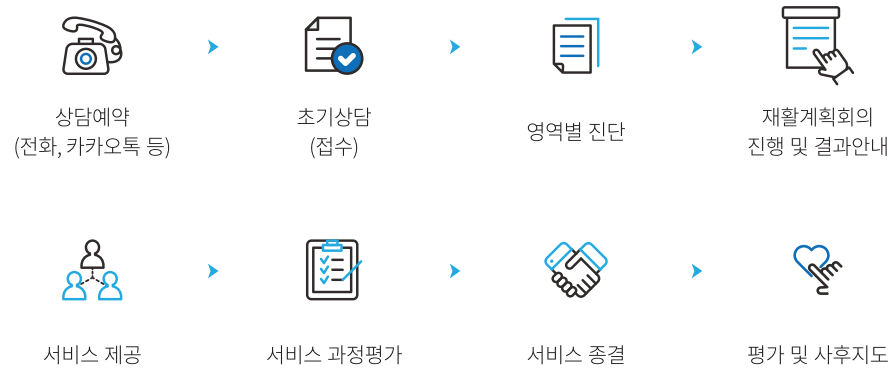 상담예약
(전화, 카카오톡 등)
초기상담
(접수)
영역별 진단
재활계획회의
진행 및 결과안내
서비스 제공
서비스 과정평가
서비스 종결
평가 및 사후지도